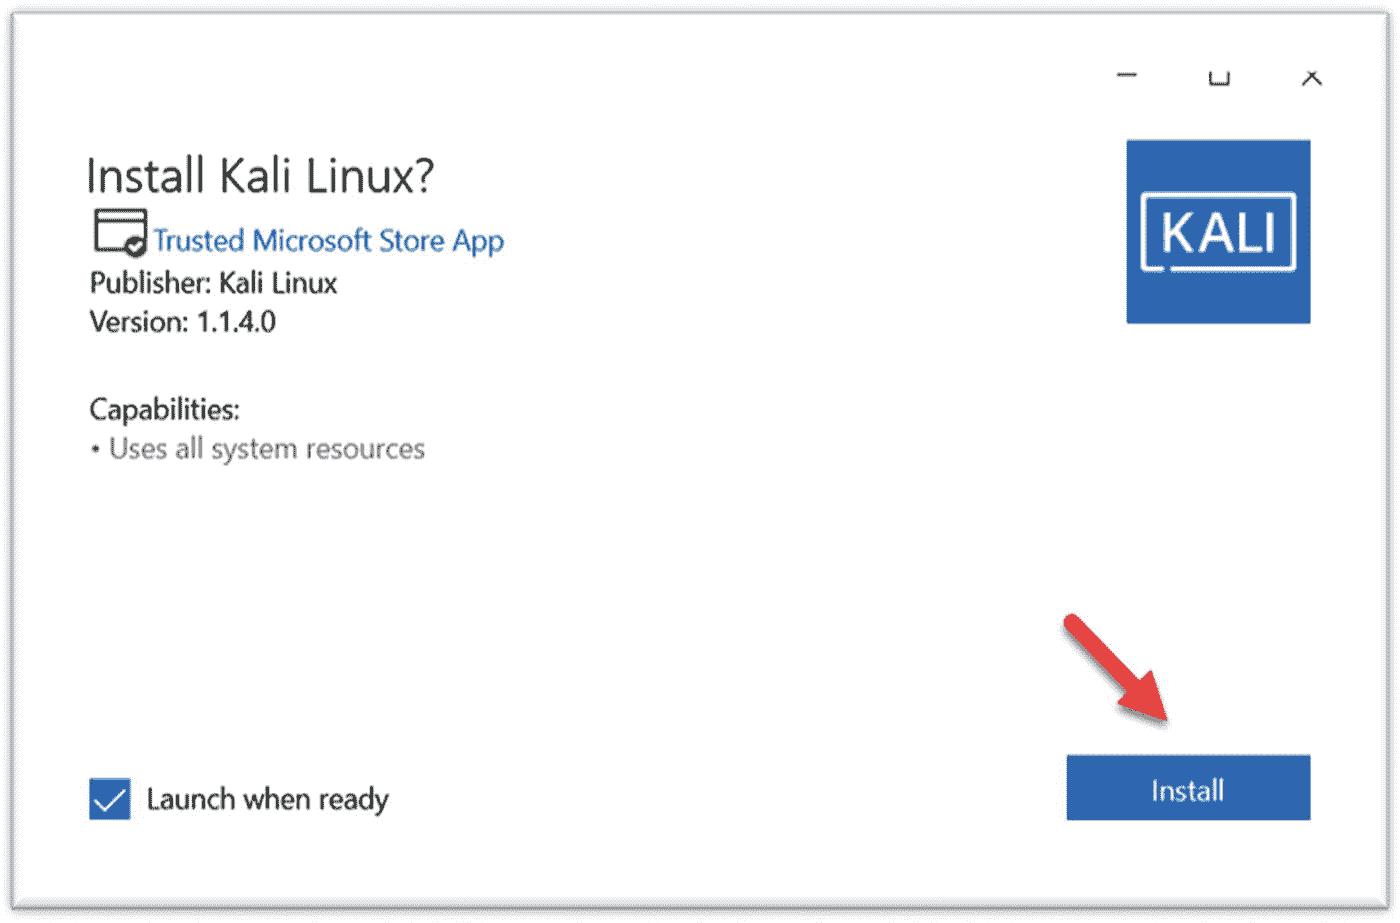 Install Kali Linux?
Trusted Microsoft Store App
Publisher: Kali Linux
Version: 1.1.4.0
KALI
Capabilities:
• Uses all system resources
Launch when ready
Install